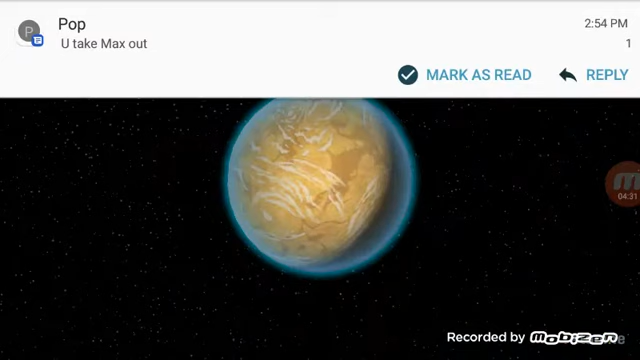 P
Pop
2:54 PM
U take Max out
1
MARK AS READ
REPLY
04:31
Recorded by mobizen